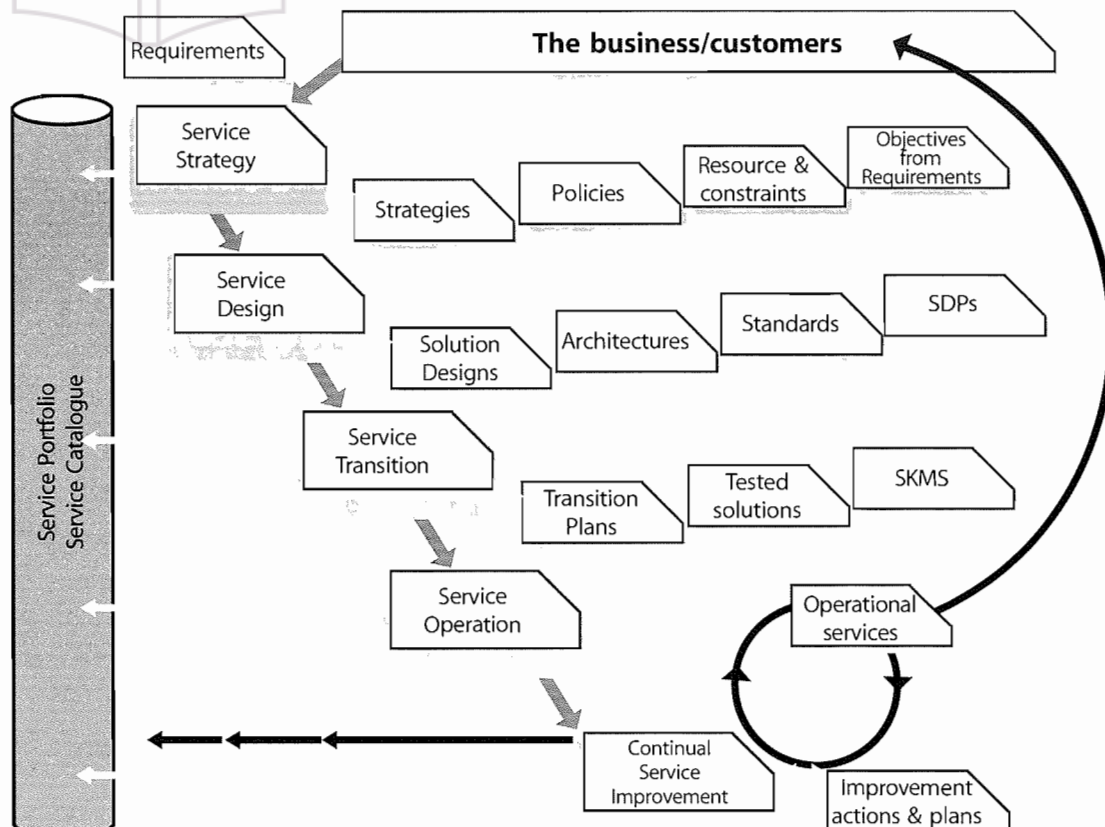 Requirements
The business/customers
Service
Strategy
Strategies
Policies
Resource &
constraints
Objectives
from
Requirements
Service
Design
Solution
Designs
Architectures
Standards
SDPs
Service
Transition
Transition
Plans
Tested
solutions
SKMS
Service
Operation
Operational
services
Continual
Service
Improvement
Improvement
actions & plans
Service Portfolio
Service Catalogue